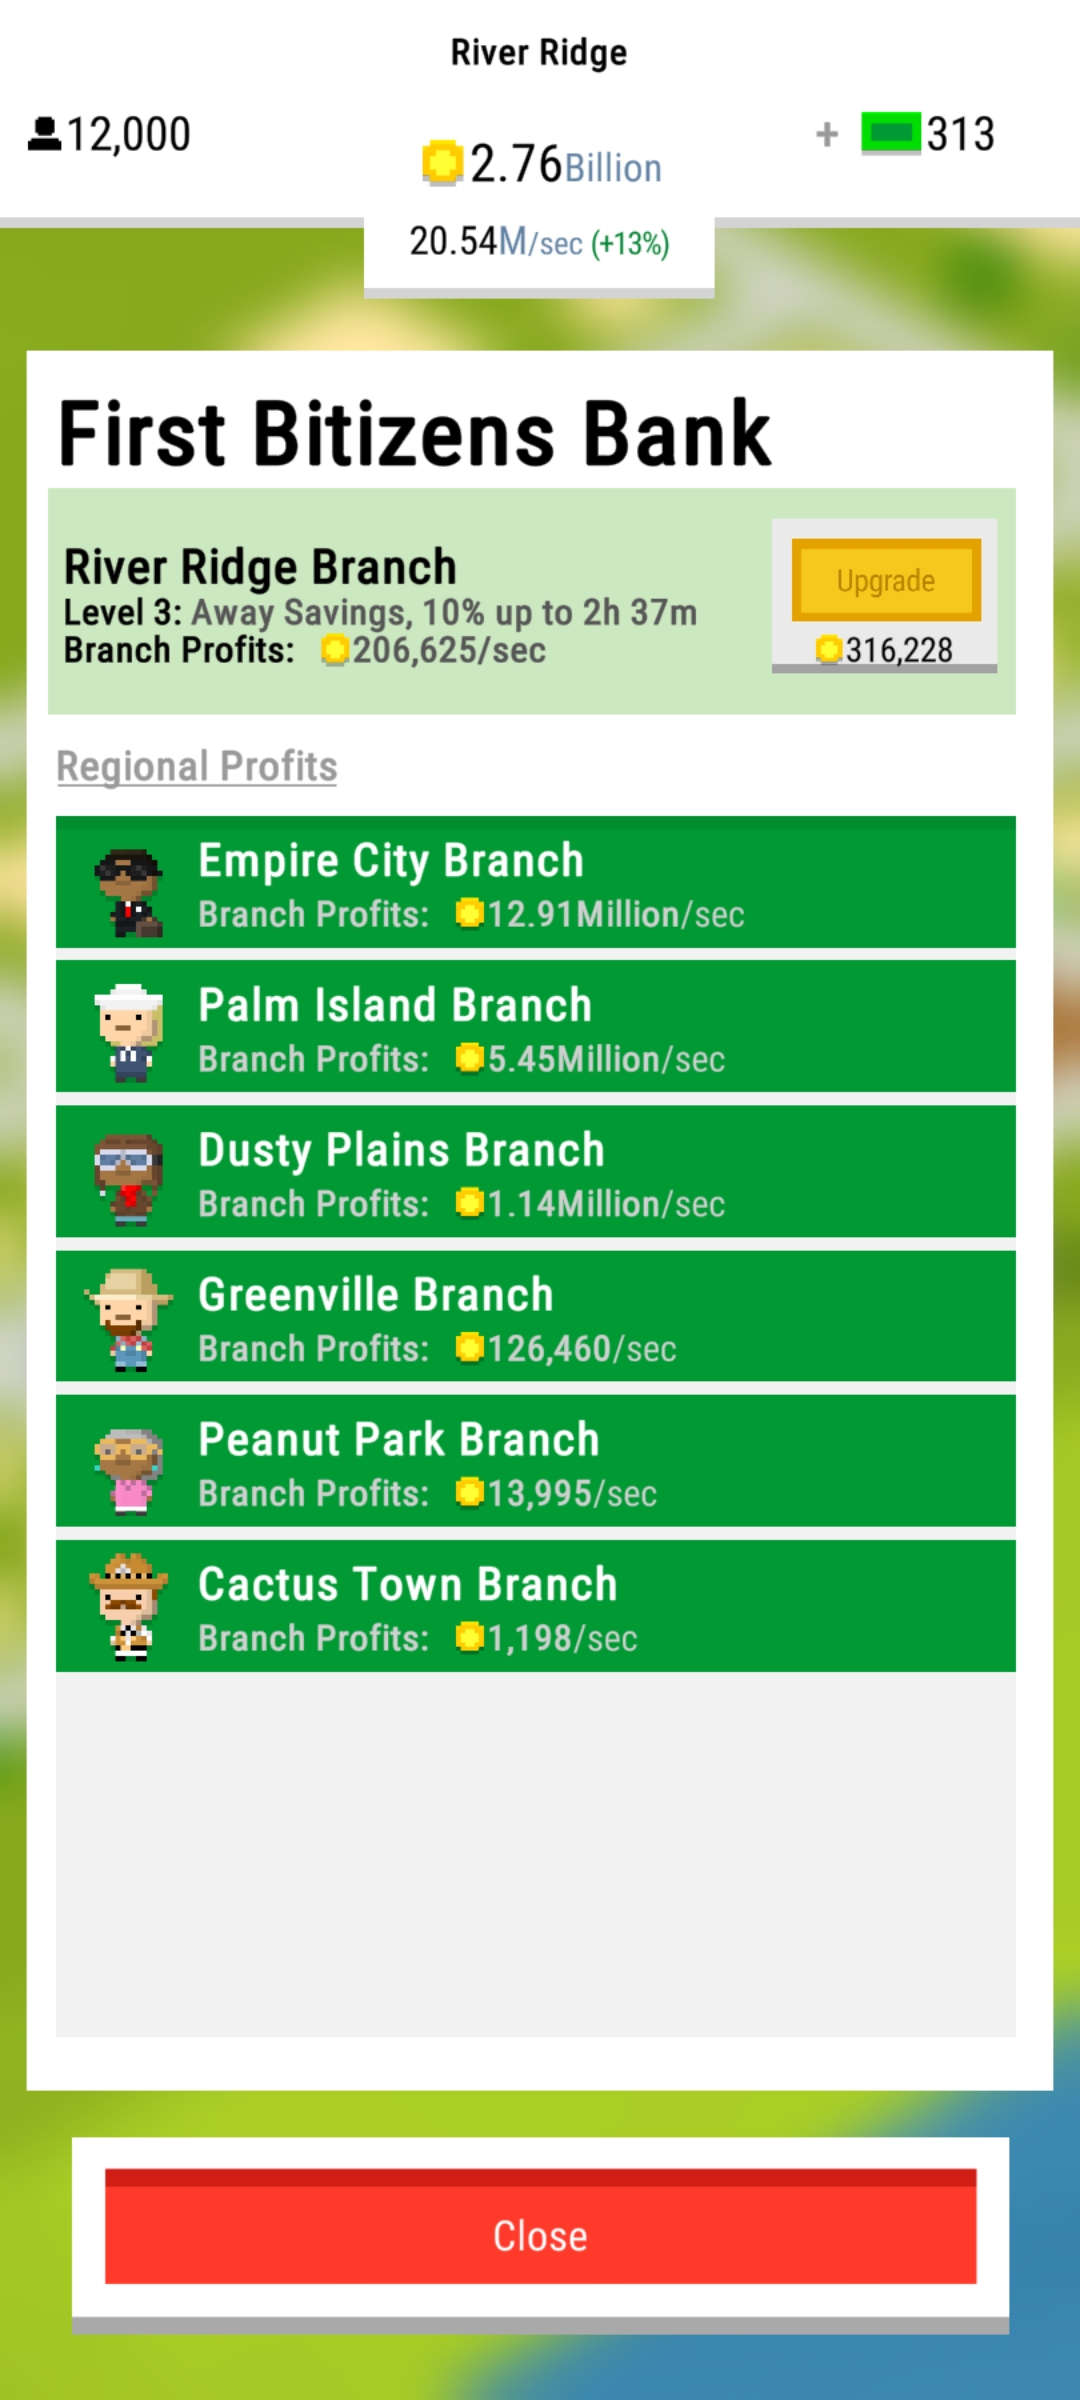 River Ridge
12,000
2.76Billion
+ 313
20.54M/sec (+13%)
First Bitizens Bank
River Ridge Branch
Level 3: Away Savings, 10% up to 2h 37m
Branch Profits: 206,625/sec
Upgrade
316,228
Regional Profits
Empire City Branch
Branch Profits: 12.91Million/sec
Palm Island Branch
Branch Profits: 5.45Million/sec
Dusty Plains Branch
Branch Profits: 1.14Million/sec
Greenville Branch
Branch Profits: 126,460/sec
Peanut Park Branch
Branch Profits: 13,995/sec
Cactus Town Branch
Branch Profits: 1,198/sec
Close